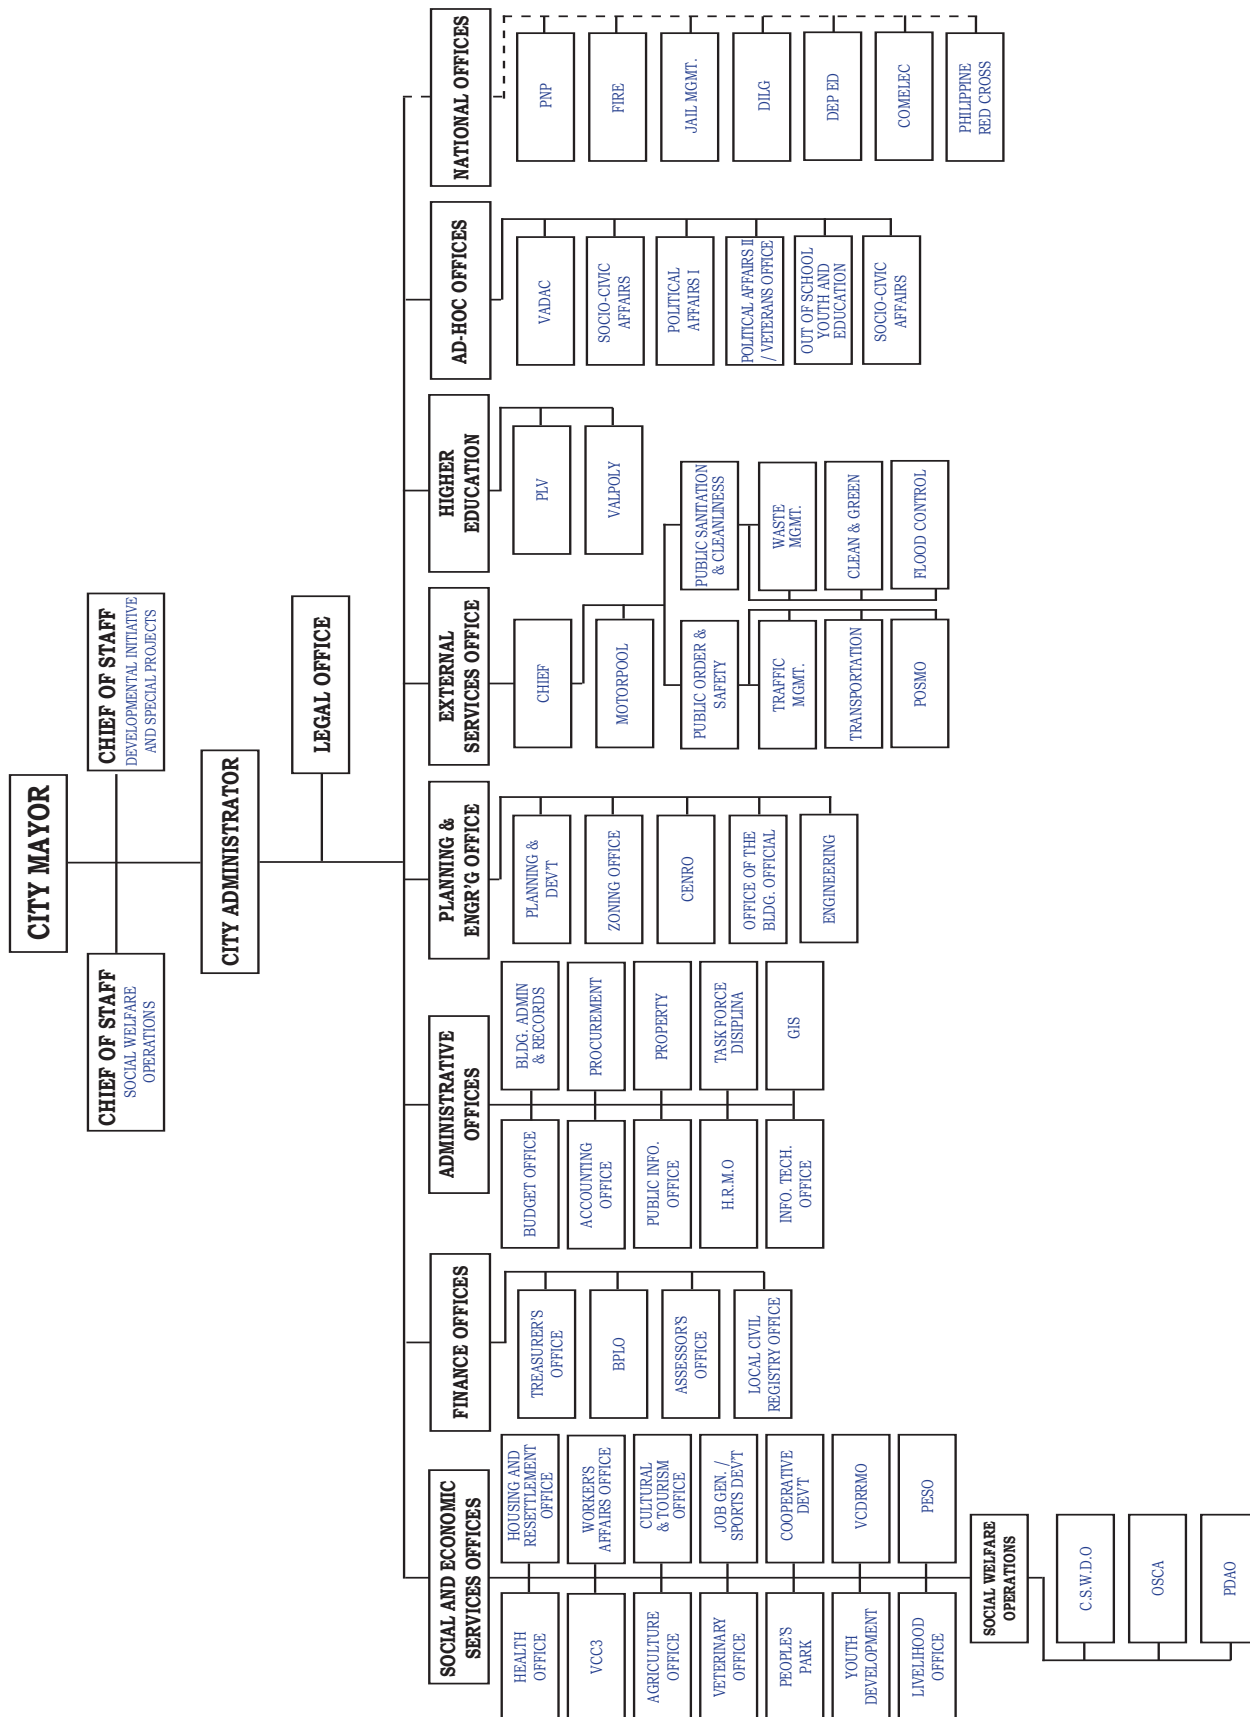 CITY MAYOR
CHIEF OF STAFF
SOCIAL WELFARE
OPERATIONS
CHIEF OF STAFF
DEVELOPMENTAL INITIATIVE
AND SPECIAL PROJECTS
CITY ADMINISTRATOR
LEGAL OFFICE
SOCIAL AND ECONOMIC
SERVICES OFFICES
HEALTH
OFFICE
HOUSING AND
RESETTLEMENT
OFFICE
VCC3
WORKER'S
AFFAIRS OFFICE
AGRICULTURE
OFFICE
CULTURAL
& TOURISM
OFFICE
VETERINARY
OFFICE
JOB GEN. /
SPORTS DEV'T
PEOPLE'S
PARK
COOPERATIVE
DEV'T
YOUTH
DEVELOPMENT
VCDRRMO
LIVELIHOOD
OFFICE
PESO
SOCIAL WELFARE
OPERATIONS
C.S.W.D.O
OSCA
PDAO
FINANCE OFFICES
TREASURER'S
OFFICE
BPLO
ASSESSOR'S
OFFICE
LOCAL CIVIL
REGISTRY OFFICE
ADMINISTRATIVE
OFFICES
BUDGET OFFICE
BLDG. ADMIN
& RECORDS
ACCOUNTING
OFFICE
PROCUREMENT
PUBLIC INFO.
OFFICE
PROPERTY
H.R.M.O
TASK FORCE
DISIPLINA
INFO. TECH.
OFFICE
GIS
PLANNING &
ENGR'G OFFICE
PLANNING &
DEV'T
ZONING OFFICE
CENRO
OFFICE OF THE
BLDG. OFFICIAL
ENGINEERING
EXTERNAL
SERVICES OFFICE
CHIEF
MOTORPOOL
PUBLIC ORDER &
SAFETY
TRAFFIC
MGMT.
TRANSPORTATION
POSMO
PUBLIC SANITATION
& CLEANLINESS
WASTE
MGMT.
CLEAN & GREEN
FLOOD CONTROL
HIGHER
EDUCATION
PLV
VALPOLY
AD-HOC OFFICES
VADAC
SOCIO-CIVIC
AFFAIRS
POLITICAL
AFFAIRS I
POLITICAL AFFAIRS II
/ VETERANS OFFICE
OUT OF SCHOOL
YOUTH AND
EDUCATION
SOCIO-CIVIC
AFFAIRS
NATIONAL OFFICES
PNP
FIRE
JAIL MGMT.
DILG
DEP ED
COMELEC
PHILIPPINE
RED CROSS